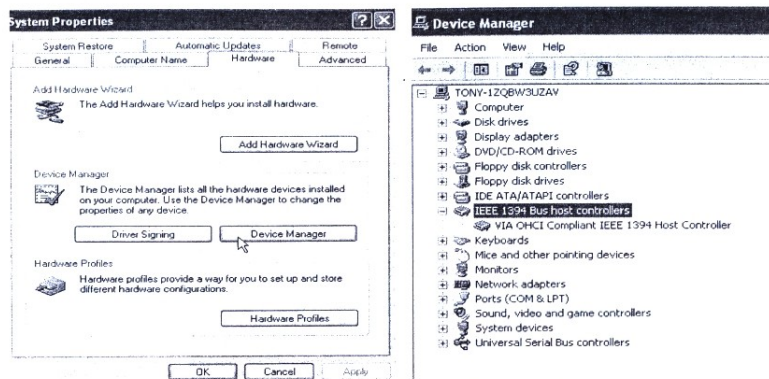 System Properties
System Restore
Automatic Updates
Remote
General
Computer Name
Hardware
Advanced
Add Hardware Wizard
The Add Hardware Wizard helps you install hardware.
Add Hardware Wizard
Device Manager
The Device Manager lists all the hardware devices installed
on your computer. Use the Device Manager to change the
properties of any device.
Driver Signing
Device Manager
Hardware Profiles
Hardware profiles provide a way for you to set up and store
different hardware configurations.
Hardware Profiles
OK
Cancel
Apply
Device Manager
File Action View Help
TONY-1ZQBW3UZAV
Computer
Disk drives
Display adapters
DVD/CD-ROM drives
Floppy disk controllers
Floppy disk drives
IDE ATA/ATAPI controllers
IEEE 1394 Bus host controllers
VIA OHCI Compliant IEEE 1394 Host Controller
Keyboards
Mice and other pointing devices
Monitors
Network adapters
Ports (COM & LPT)
Sound, video and game controllers
System devices
Universal Serial Bus controllers